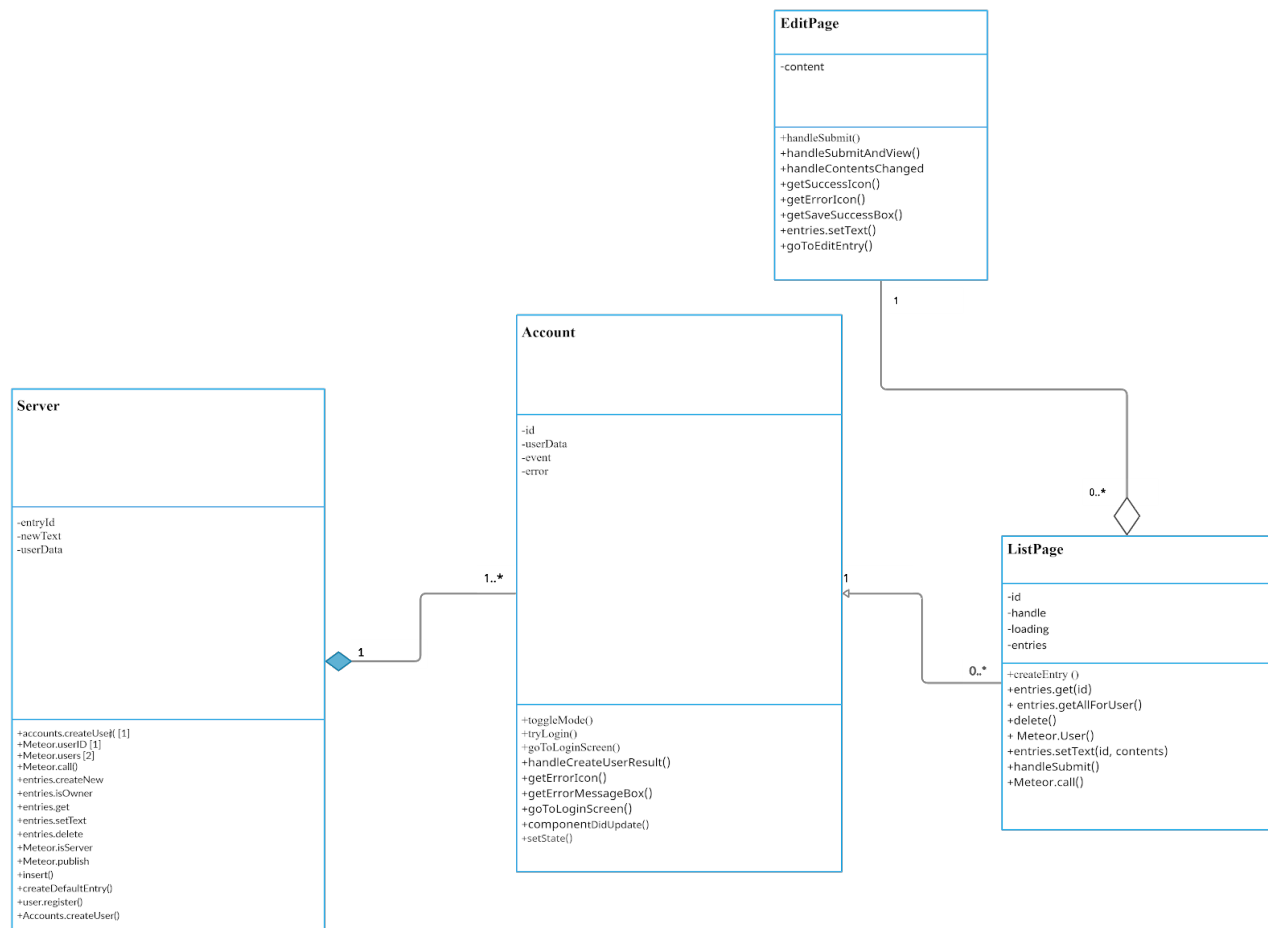 EditPage
-content
+handleSubmit()
+handleSubmitAndView()
+handleContentsChanged
+getSuccessIcon()
+getErrorIcon()
+getSaveSuccessBox()
+entries.setText()
+goToEditEntry()
1
Account
-id
-userData
-event
-error
+toggleMode()
+tryLogin()
+goToLoginScreen()
+handleCreateUserResult()
+getErrorIcon()
+getErrorMessageBox()
+goToLoginScreen()
+componentDidUpdate()
+setState()
Server
-entryId
-newText
-userData
+accounts.createUser( [1]
+Meteor.userID [1]
+Meteor.users [2]
+Meteor.call()
+entries.createNew
+entries.isOwner
+entries.get
+entries.setText
+entries.delete
+Meteor.isServer
+Meteor.publish
+insert()
+createDefaultEntry()
+user.register()
+Accounts.createUser()
1
1..*
1
0..*
0..*
ListPage
-id
-handle
-loading
-entries
+createEntry ()
+entries.get(id)
+ entries.getAllForUser()
+delete()
+ Meteor.User()
+entries.setText(id, contents)
+handleSubmit()
+Meteor.call()